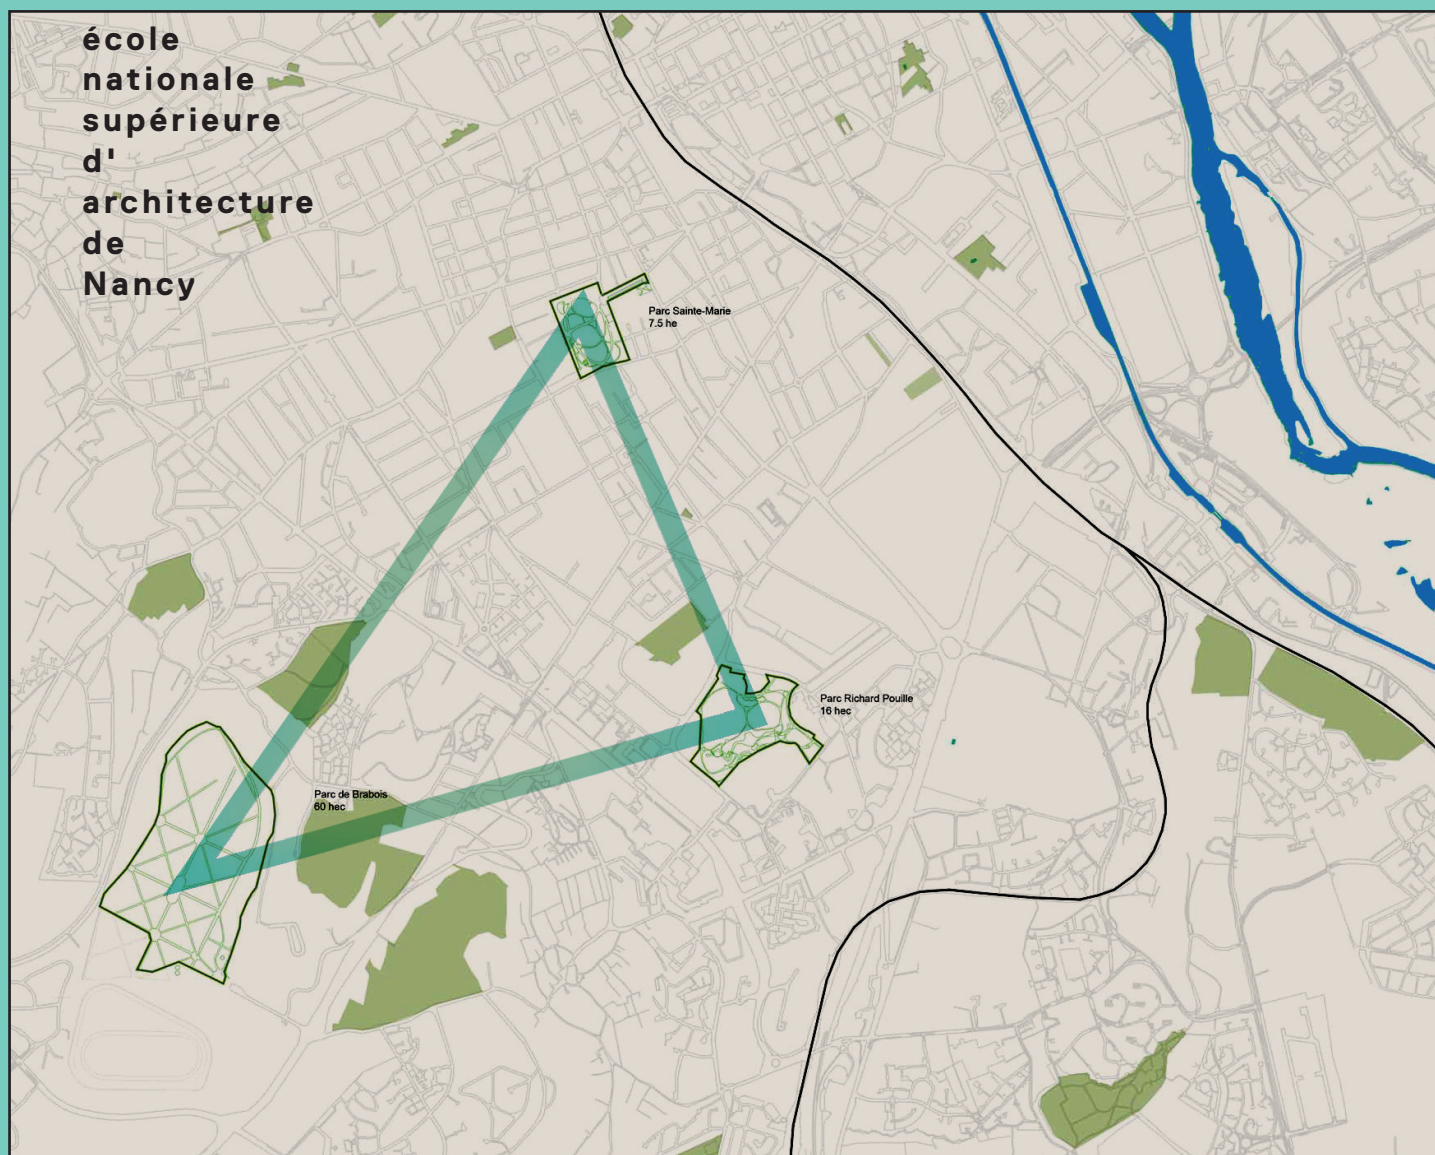 école
nationale
supérieure
d'
architecture
de
Nancy
Parc Sainte-Marie
7.5 he
Parc Richard Pouille
16 hec
Parc de Brabois
60 hec